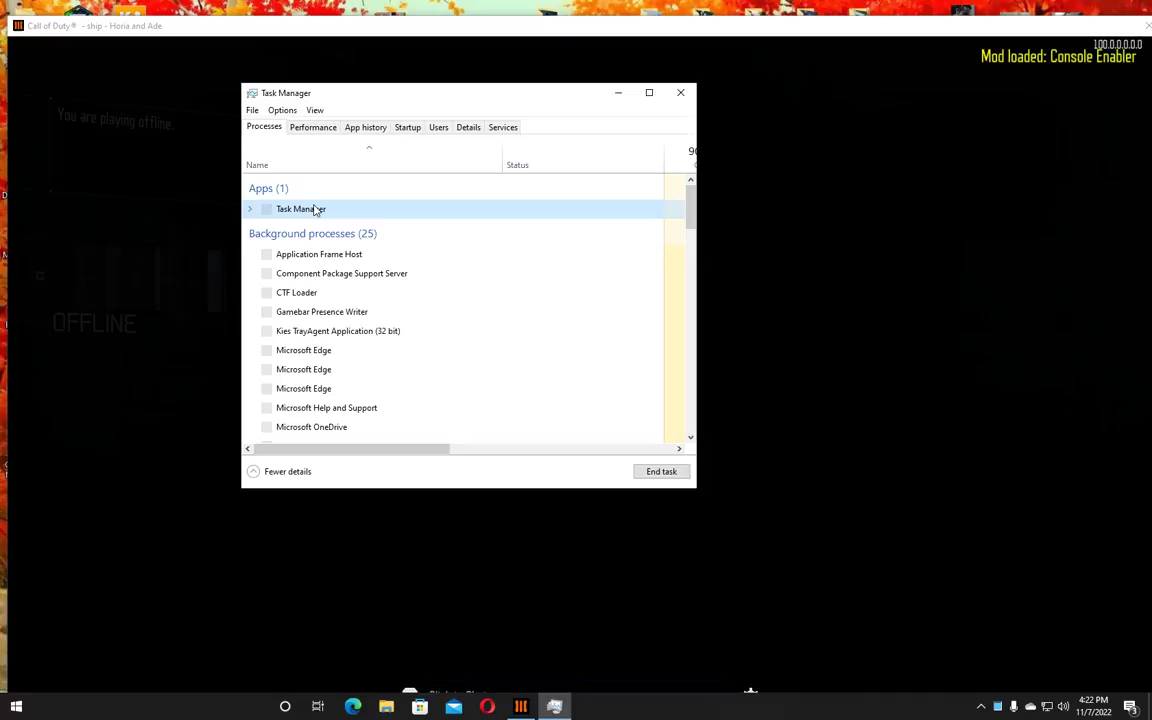 Call of Duty® - ship - Horia and Ade
100.0.0.0.0.0
Mod loaded: Console Enabler
You are playing offline.
OFFLINE
Task Manager
File Options View
Processes Performance App history Startup Users Details Services
Name Status
Apps (1)
Task Manager
Background processes (25)
Application Frame Host
Component Package Support Server
CTF Loader
Gamebar Presence Writer
Kies TrayAgent Application (32 bit)
Microsoft Edge
Microsoft Edge
Microsoft Edge
Microsoft Help and Support
Microsoft OneDrive
Fewer details End task
4:22 PM
11/7/2022
3